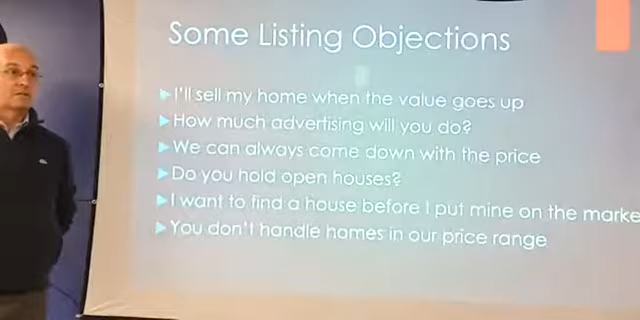 Some Listing Objections
I'll sell my home when the value goes up
How much advertising will you do?
We can always come down with the price
Do you hold open houses?
I want to find a house before I put mine on the marke
You don't handle homes in our price range